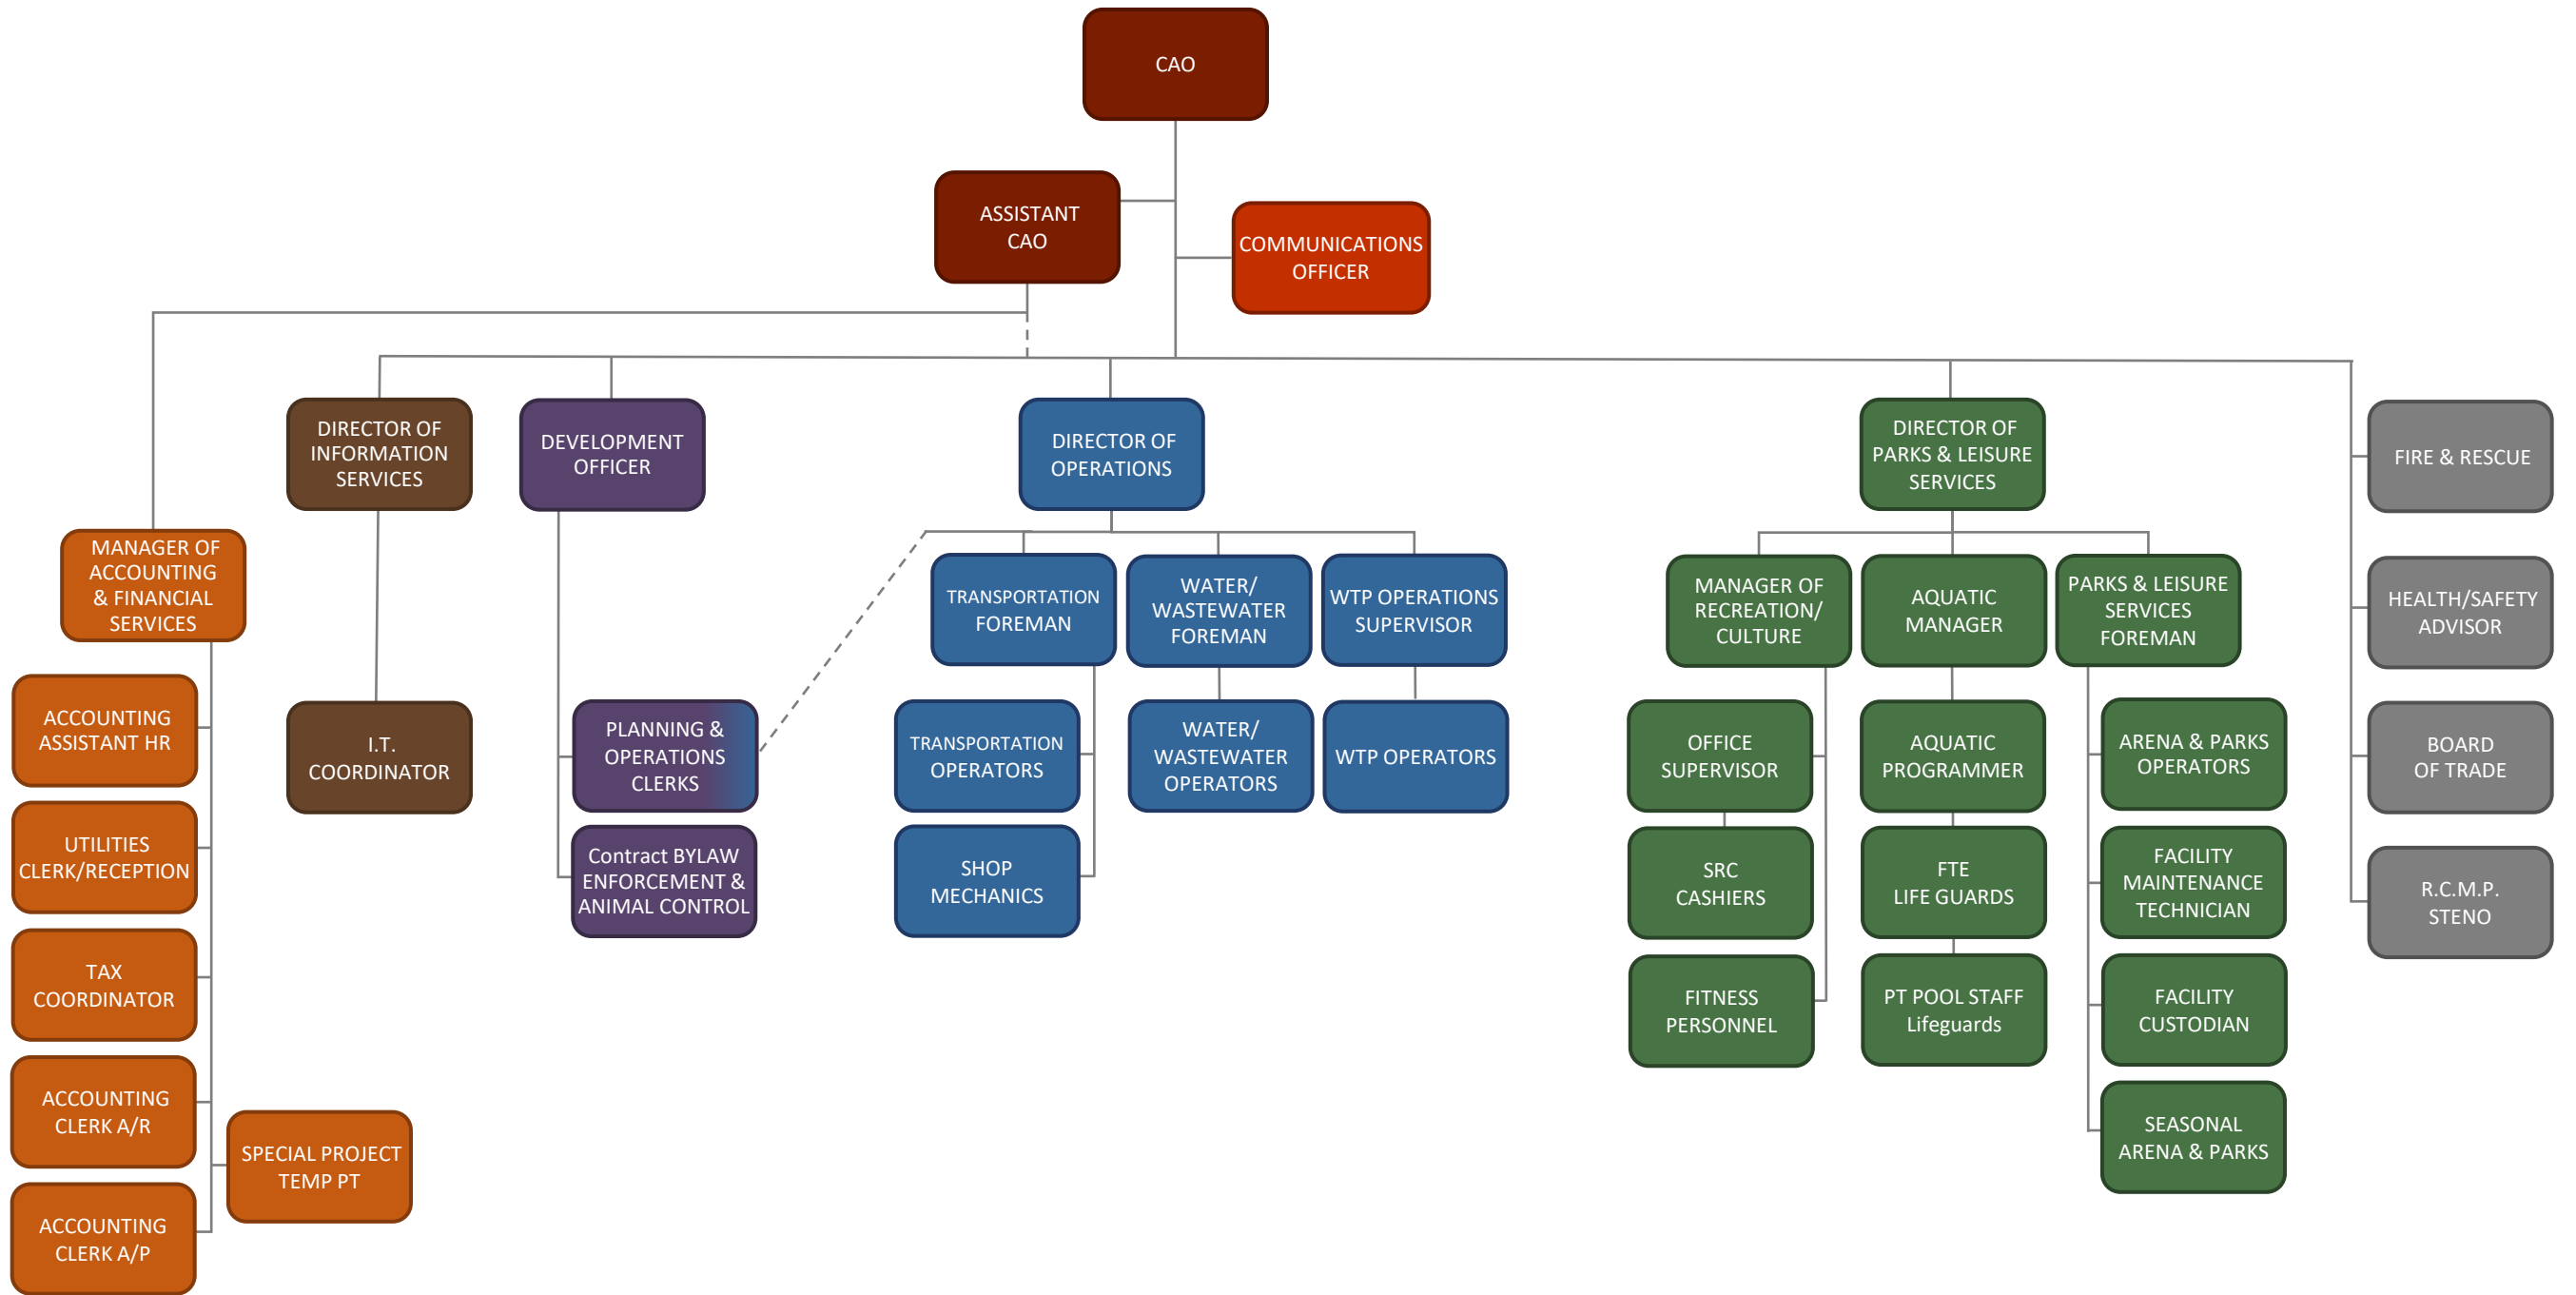 CAO
ASSISTANT
CAO
COMMUNICATIONS
OFFICER
DIRECTOR OF
INFORMATION
SERVICES
DEVELOPMENT
OFFICER
DIRECTOR OF
OPERATIONS
DIRECTOR OF
PARKS & LEISURE
SERVICES
FIRE & RESCUE
MANAGER OF
ACCOUNTING
& FINANCIAL
SERVICES
TRANSPORTATION
FOREMAN
WATER/
WASTEWATER
FOREMAN
WTP OPERATIONS
SUPERVISOR
MANAGER OF
RECREATION/
CULTURE
AQUATIC
MANAGER
PARKS & LEISURE
SERVICES
FOREMAN
HEALTH/SAFETY
ADVISOR
ACCOUNTING
ASSISTANT HR
I.T.
COORDINATOR
PLANNING &
OPERATIONS
CLERKS
TRANSPORTATION
OPERATORS
WATER/
WASTEWATER
OPERATORS
WTP OPERATORS
OFFICE
SUPERVISOR
AQUATIC
PROGRAMMER
ARENA & PARKS
OPERATORS
BOARD
OF TRADE
UTILITIES
CLERK/RECEPTION
Contract BYLAW
ENFORCEMENT &
ANIMAL CONTROL
SHOP
MECHANICS
SRC
CASHIERS
FTE
LIFE GUARDS
FACILITY
MAINTENANCE
TECHNICIAN
R.C.M.P.
STENO
TAX
COORDINATOR
FITNESS
PERSONNEL
PT POOL STAFF
Lifeguards
FACILITY
CUSTODIAN
ACCOUNTING
CLERK A/R
SPECIAL PROJECT
TEMP PT
SEASONAL
ARENA & PARKS
ACCOUNTING
CLERK A/P